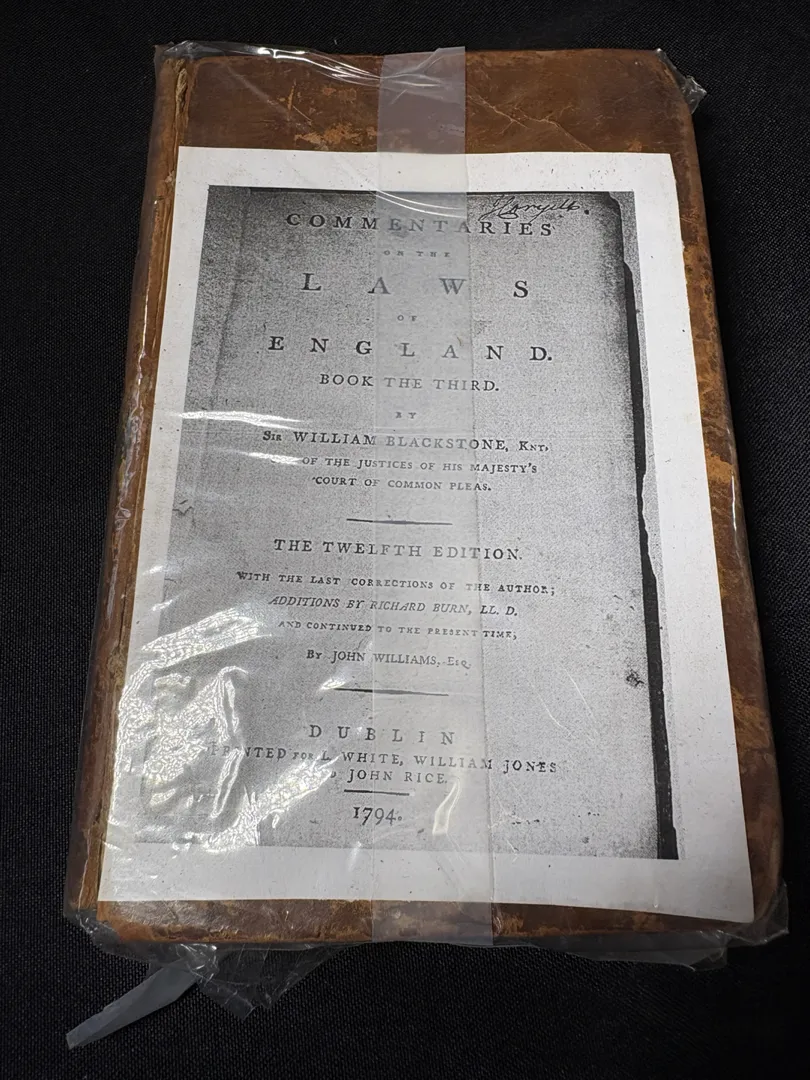 COMMENTARIES
ON THE
LAWS
OF
ENGLAND.
BOOK THE THIRD.
BY
SIR WILLIAM BLACKSTONE, KNT.
OF THE JUSTICES OF HIS MAJESTY'S
COURT OF COMMON PLEAS.
THE TWELFTH EDITION.
WITH THE LAST CORRECTIONS OF THE AUTHOR;
ADDITIONS BY RICHARD BURN, LL. D.
AND CONTINUED TO THE PRESENT TIME,
By JOHN WILLIAMS, Esq.
DUBLIN
PRINTED FOR L. WHITE, WILLIAM JONES
JOHN RICE.
1794.